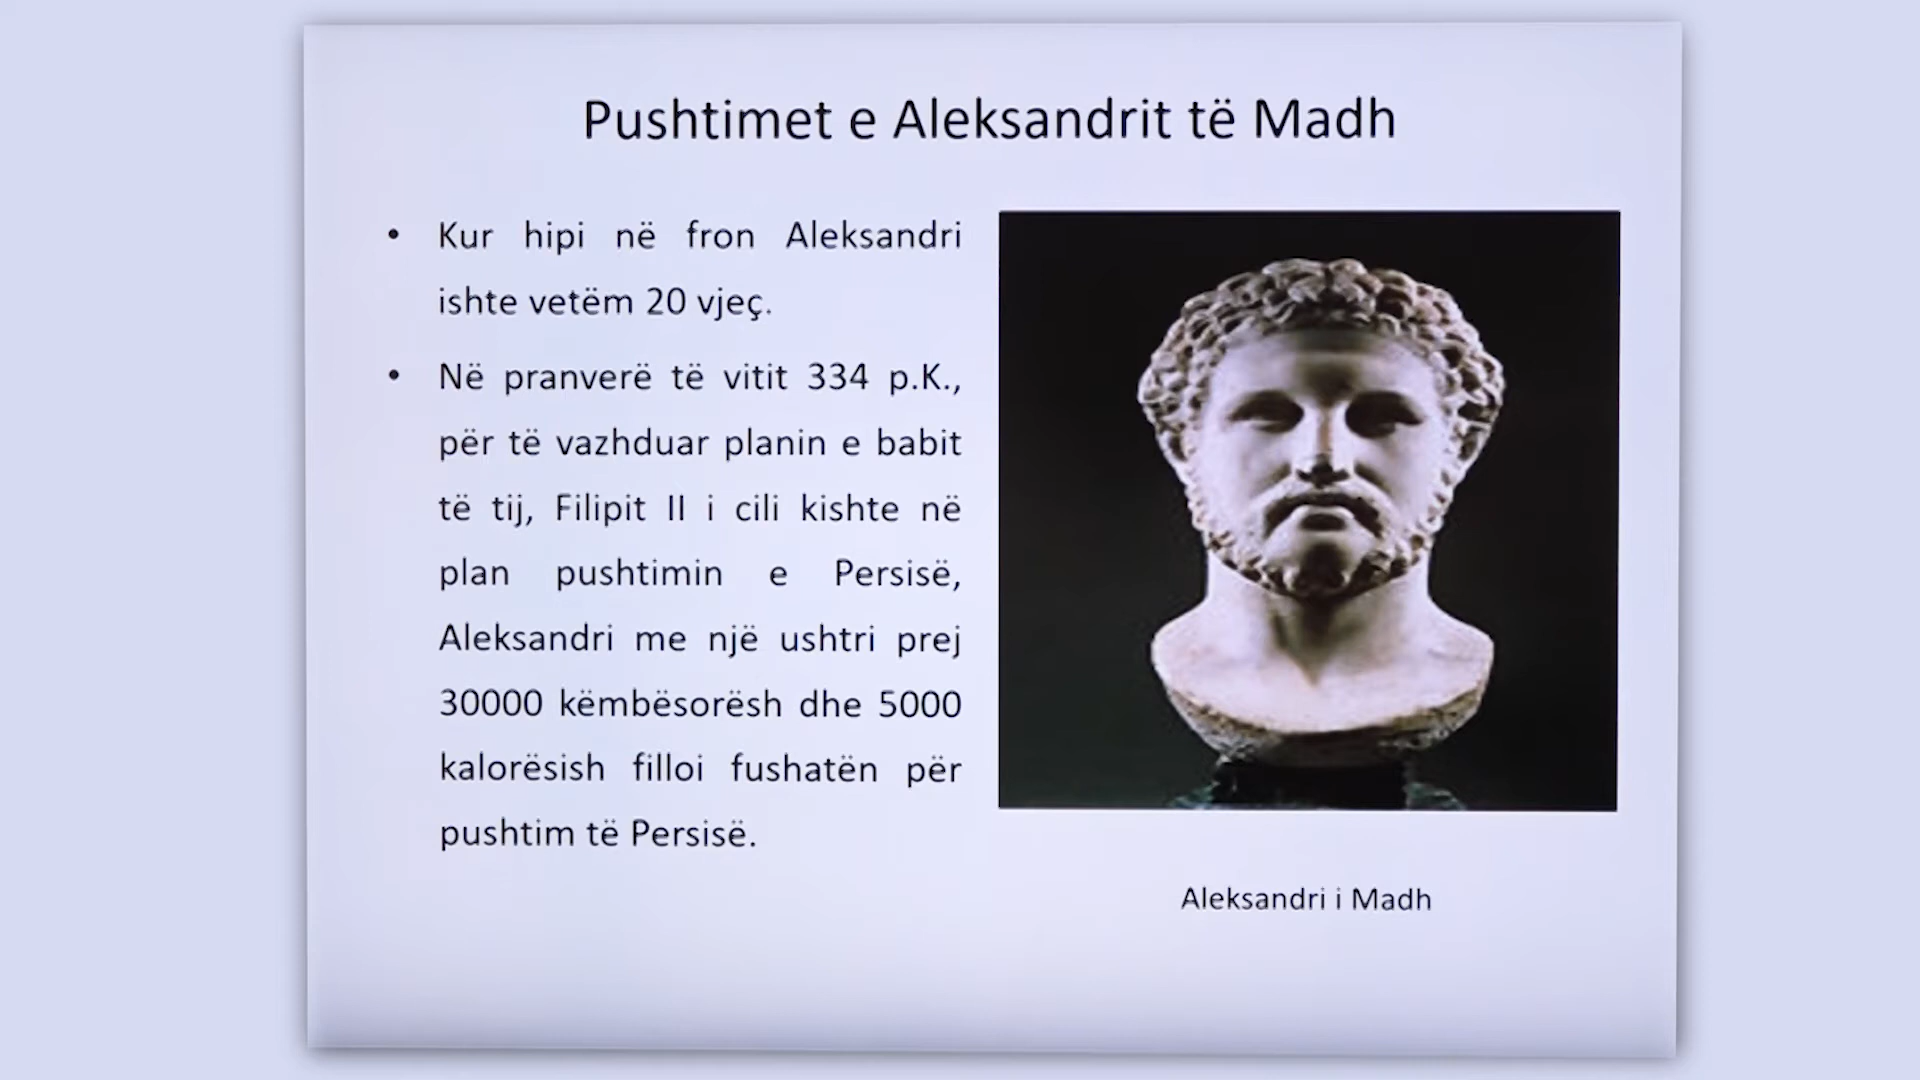 Pushtimet e Aleksandrit të Madh
• Kur hipi në fron Aleksandri
ishte vetëm 20 vjeç.
• Në pranverë të vitit 334 p.K.,
për të vazhduar planin e babit
të tij, Filipit II i cili kishte në
plan pushtimin e Persisë,
Aleksandri me një ushtri prej
30000 këmbësorësh dhe 5000
kalorësish filloi fushatën për
pushtim të Persisë.
Aleksandri i Madh